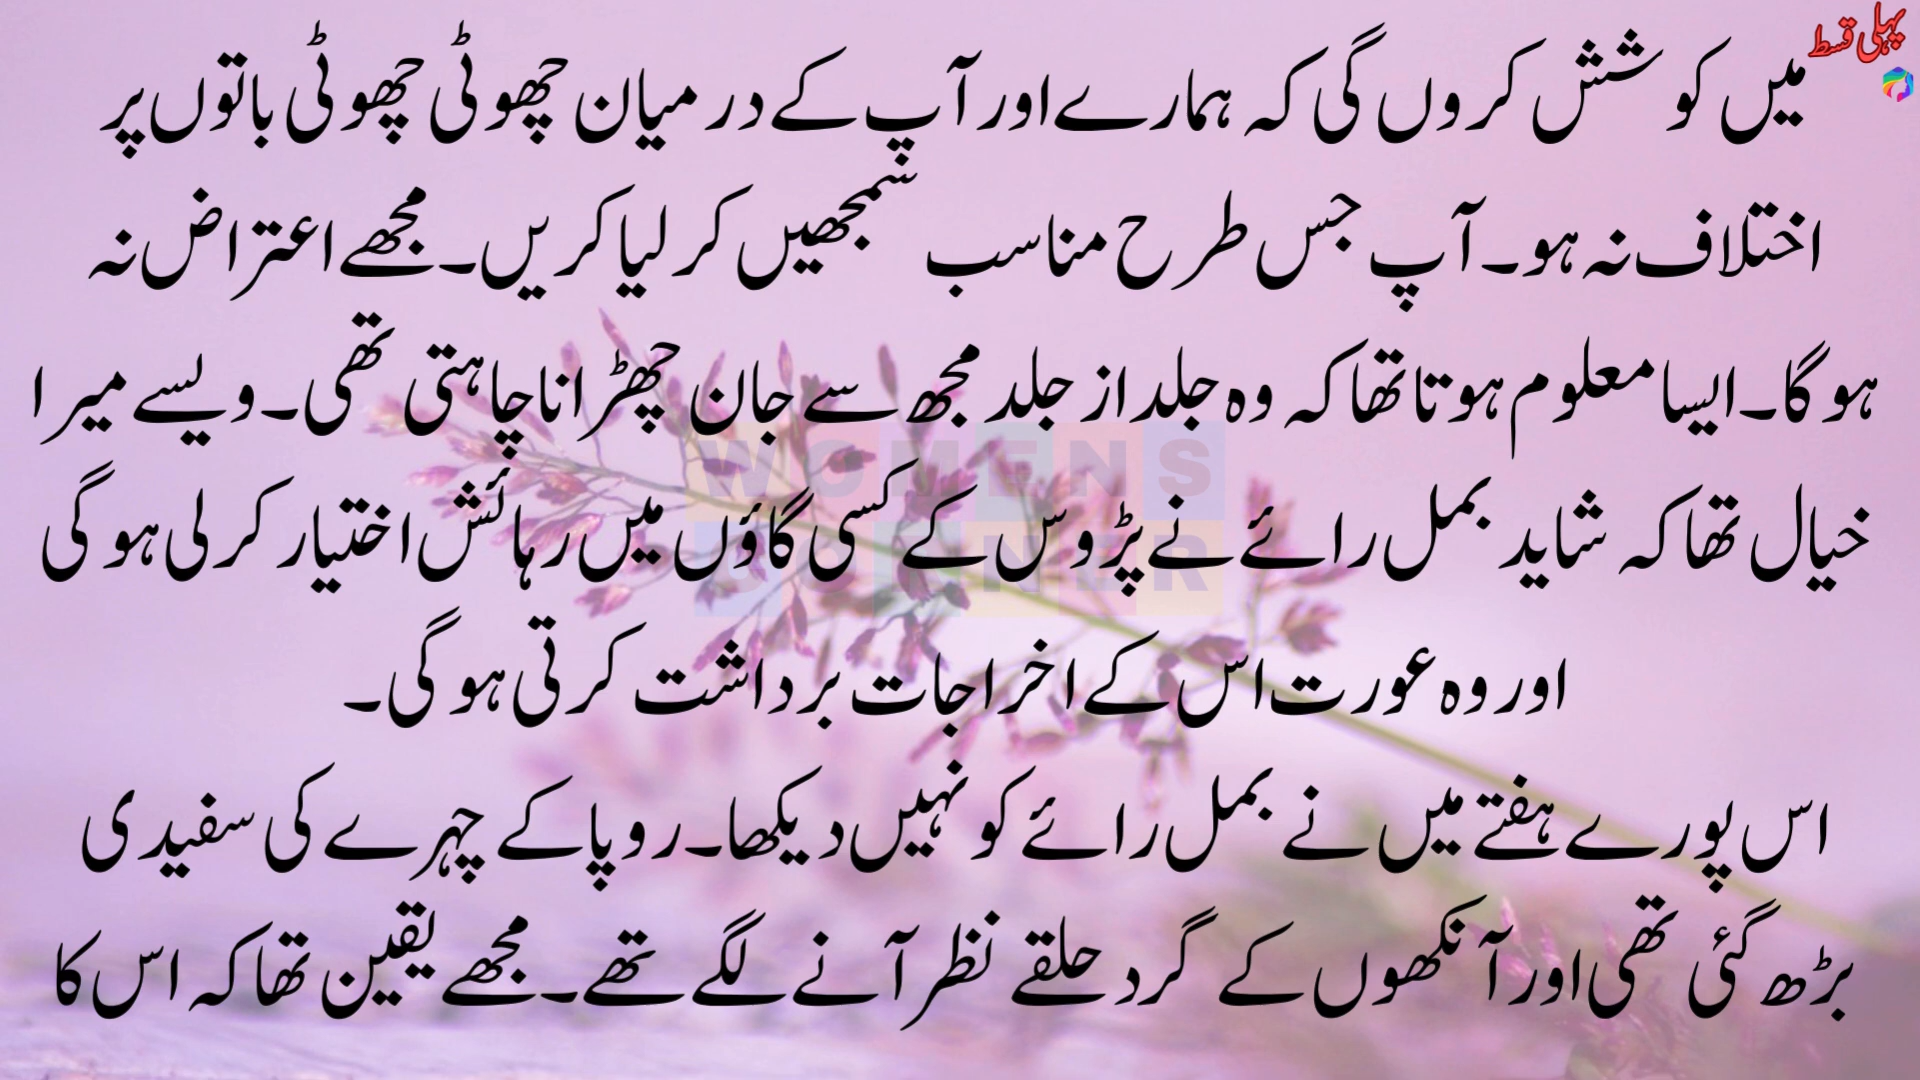 پہلی قسط
میں کوشش کروں گی کہ ہمارے اور آپ کے درمیان چھوٹی چھوٹی باتوں پر
اختلاف نہ ہو۔ آپ جس طرح مناسب سمجھیں کر لیا کریں۔ مجھے اعتراض نہ
ہو گا۔ ایسا معلوم ہوتا تھا کہ وہ جلد از جلد مجھ سے جان چھڑانا چاہتی تھی۔ ویسے میرا
خیال تھا کہ شاید بمل رائے نے پڑوس کے کسی گاؤں میں رہائش اختیار کر لی ہو گی
اور وہ عورت اس کے اخراجات برداشت کرتی ہو گی۔
اس پورے ہفتے میں نے بمل رائے کو نہیں دیکھا۔ روپا کے چہرے کی سفیدی
بڑھ گئی تھی اور آنکھوں کے گرد حلقے نظر آنے لگے تھے۔ مجھے یقین تھا کہ اس کا
WOMENS
CORNER